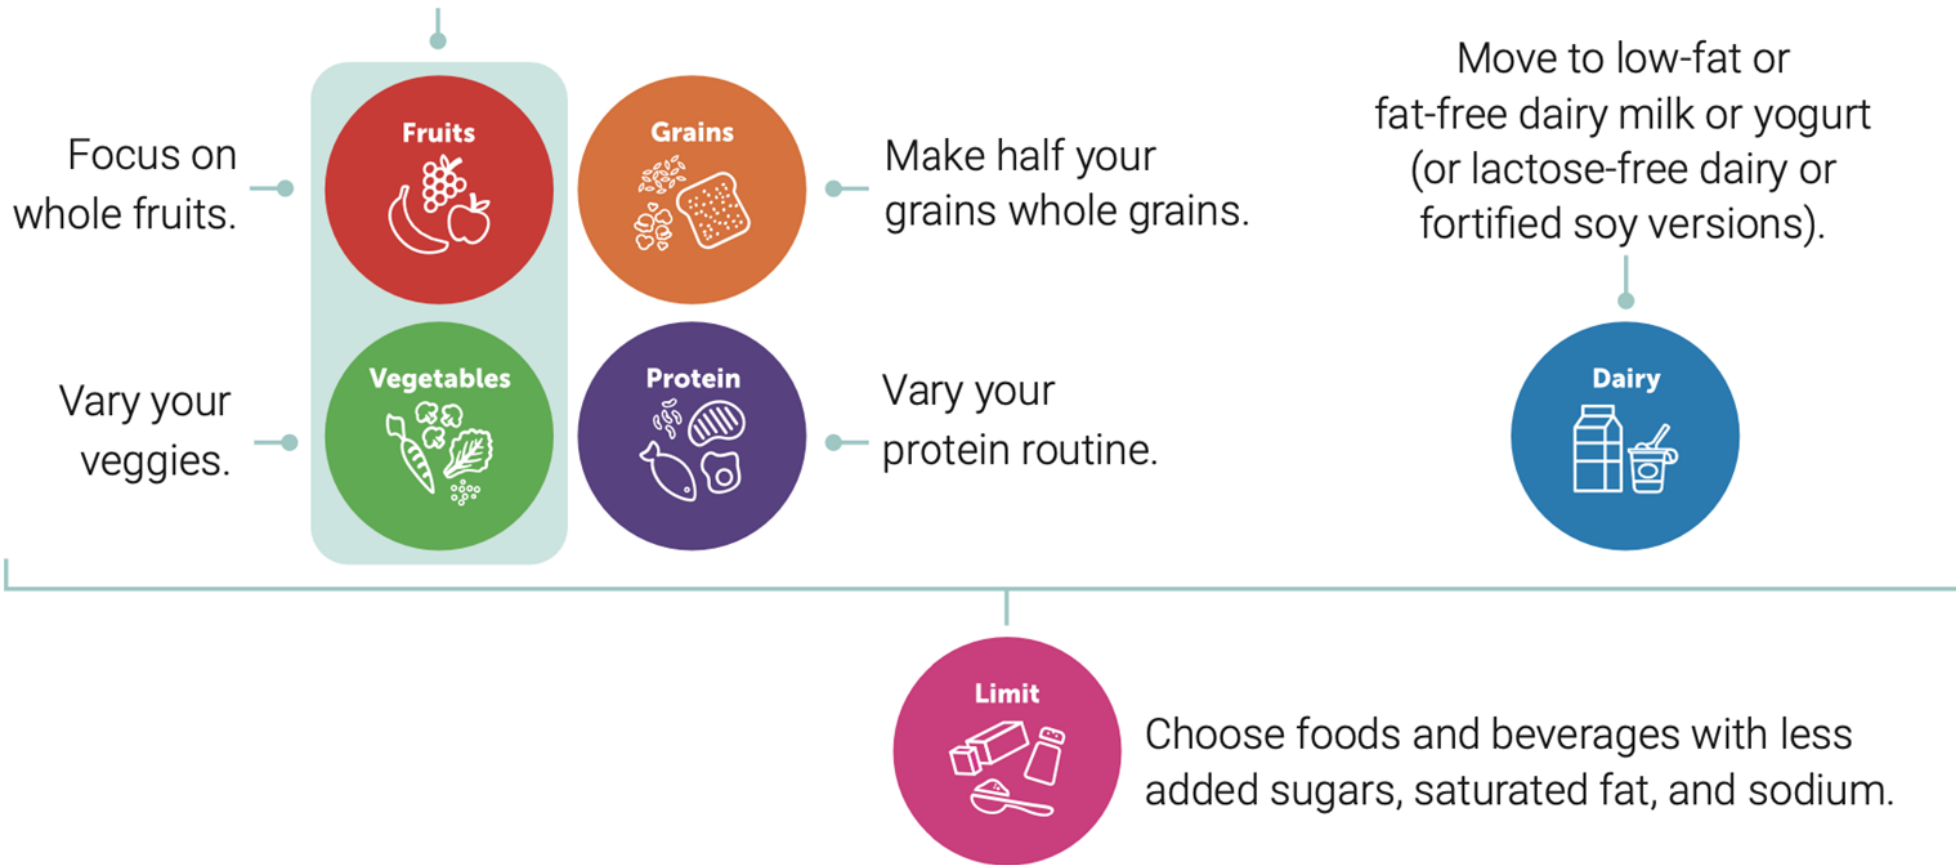 Focus on
whole fruits.
Fruits
Grains
Make half your
grains whole grains.
Move to low-fat or
fat-free dairy milk or yogurt
(or lactose-free dairy or
fortified soy versions).
Vary your
veggies.
Vegetables
Protein
Vary your
protein routine.
Dairy
Limit
Choose foods and beverages with less
added sugars, saturated fat, and sodium.